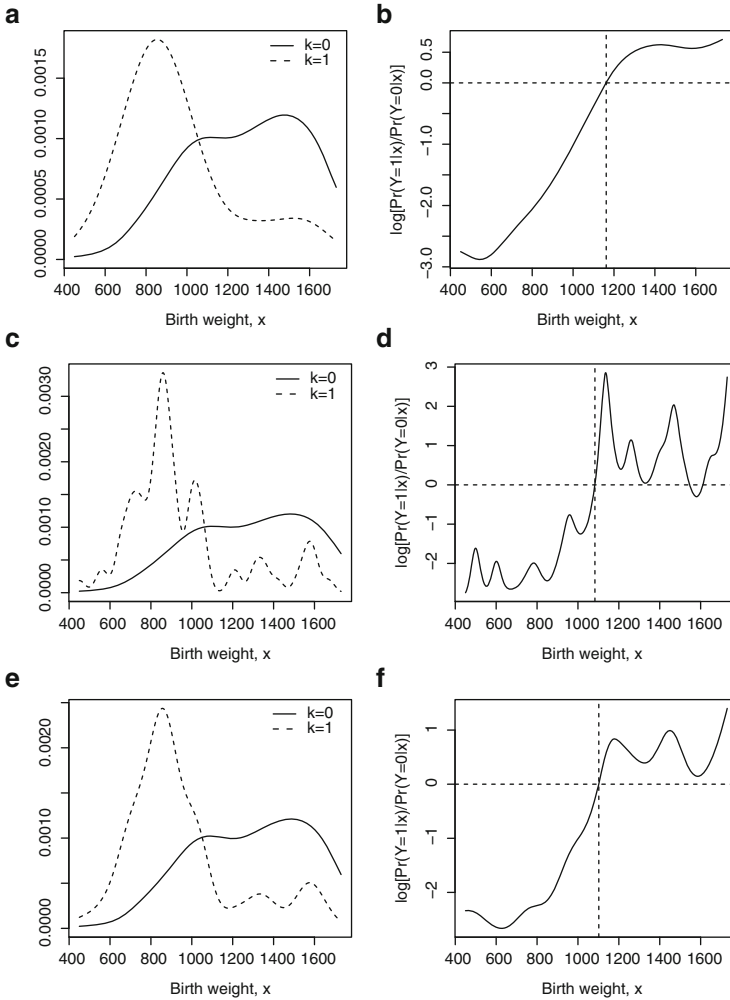 a
k=0
k=1
0.0015
0.0010
0.0005
0.0000
400 600 800 1000 1200 1400 1600
Birth weight, x
b
log[Pr(Y=1|x)/Pr(Y=0|x)]
0.5
0.0
−1.0
−2.0
−3.0
400 600 800 1000 1200 1400 1600
Birth weight, x
c
k=0
k=1
0.0030
0.0020
0.0010
0.0000
400 600 800 1000 1200 1400 1600
Birth weight, x
d
log[Pr(Y=1|x)/Pr(Y=0|x)]
3
2
1
0
−1
−2
400 600 800 1000 1200 1400 1600
Birth weight, x
e
k=0
k=1
0.0020
0.0010
0.0000
400 600 800 1000 1200 1400 1600
Birth weight, x
f
log[Pr(Y=1|x)/Pr(Y=0|x)]
1
0
−1
−2
400 600 800 1000 1200 1400 1600
Birth weight, x